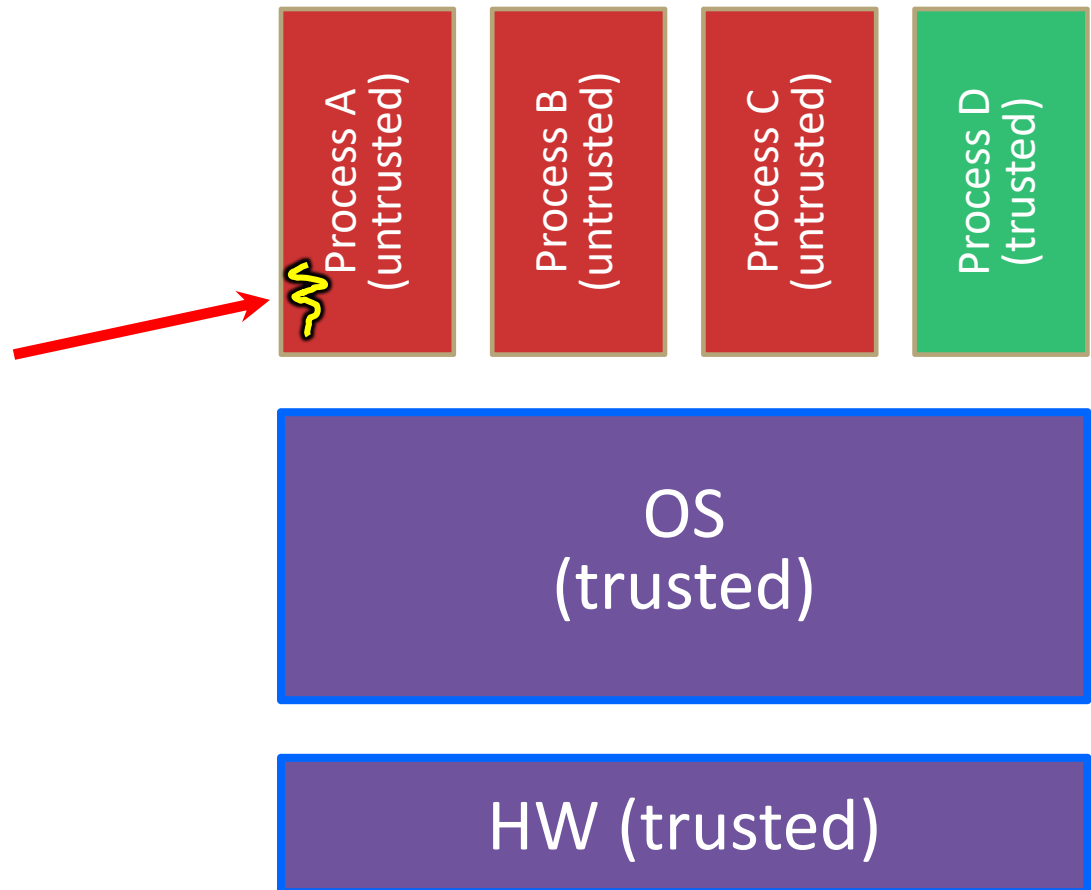 Process A
(untrusted)
Process B
(untrusted)
Process C
(untrusted)
Process D
(trusted)
OS
(trusted)
HW (trusted)